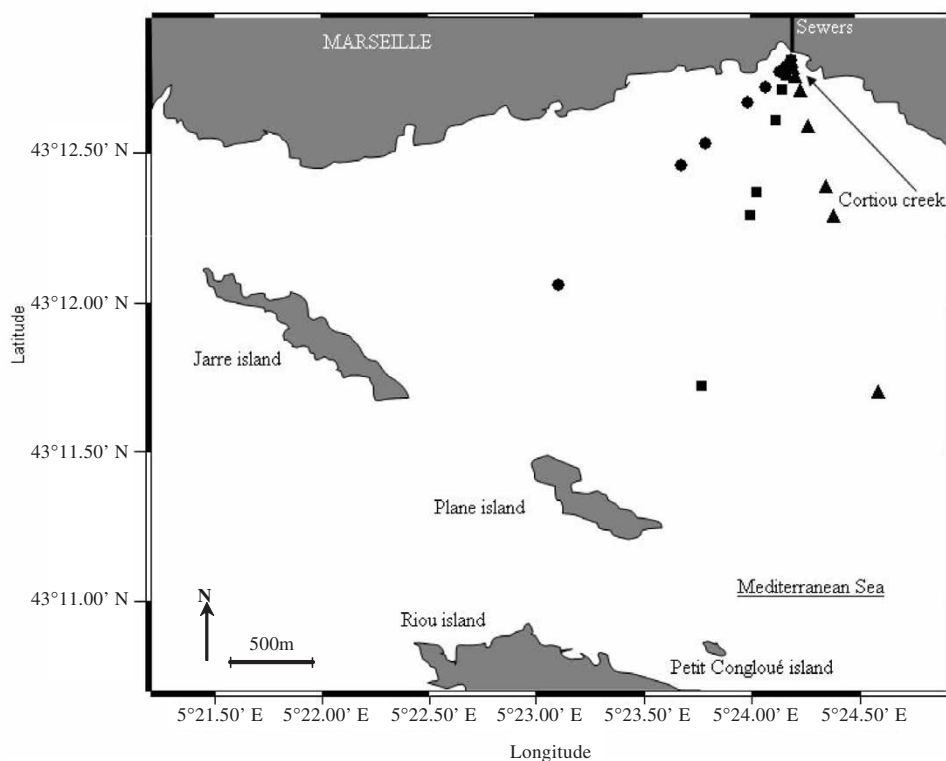 Sewers
MARSEILLE
43°12.50’ N
Cortiou creek
43°12.00’ N
Latitude
Jarre island
43°11.50’ N
Plane island
Mediterranean Sea
43°11.00’ N
N
Riou island
500m
Petit Congloué island
5°21.50’ E
5°22.00’ E
5°22.50’ E
5°23.00’ E
5°23.50’ E
5°24.00’ E
5°24.50’ E
Longitude